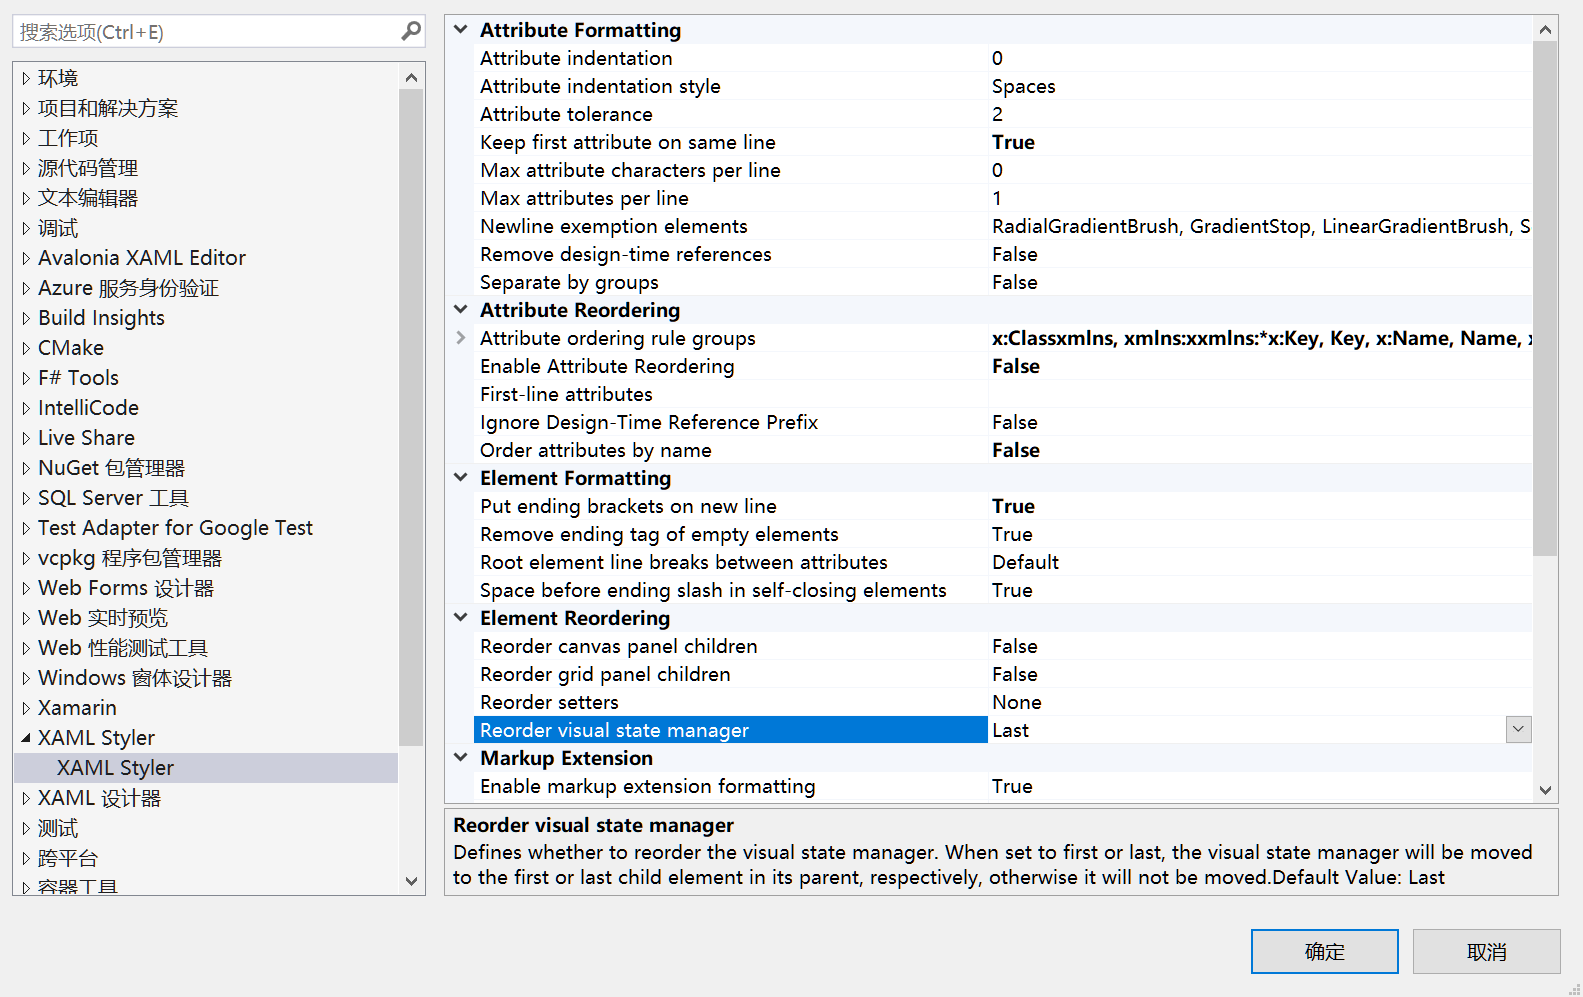 搜索选项(Ctrl+E)
环境
项目和解决方案
工作项
源代码管理
文本编辑器
调试
Avalonia XAML Editor
Azure 服务身份验证
Build Insights
CMake
F# Tools
IntelliCode
Live Share
NuGet 包管理器
SQL Server 工具
Test Adapter for Google Test
vcpkg 程序包管理器
Web Forms 设计器
Web 实时预览
Web 性能测试工具
Windows 窗体设计器
Xamarin
XAML Styler
XAML Styler
XAML 设计器
测试
跨平台
容器工具
Attribute Formatting
Attribute indentation 0
Attribute indentation style Spaces
Attribute tolerance 2
Keep first attribute on same line True
Max attribute characters per line 0
Max attributes per line 1
Newline exemption elements RadialGradientBrush, GradientStop, LinearGradientBrush, S
Remove design-time references False
Separate by groups False
Attribute Reordering
Attribute ordering rule groups x:Classxmlns, xmlns:xxmlns:*x:Key, Key, x:Name, Name, x
Enable Attribute Reordering False
First-line attributes
Ignore Design-Time Reference Prefix False
Order attributes by name False
Element Formatting
Put ending brackets on new line True
Remove ending tag of empty elements True
Root element line breaks between attributes Default
Space before ending slash in self-closing elements True
Element Reordering
Reorder canvas panel children False
Reorder grid panel children False
Reorder setters None
Reorder visual state manager Last
Markup Extension
Enable markup extension formatting True
Reorder visual state manager
Defines whether to reorder the visual state manager. When set to first or last, the visual state manager will be moved
to the first or last child element in its parent, respectively, otherwise it will not be moved.Default Value: Last
确定
取消